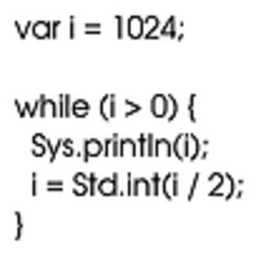 var i = 1024;

while (i > 0) {
  Sys.println(i);
  i = Std.int(i / 2);
}